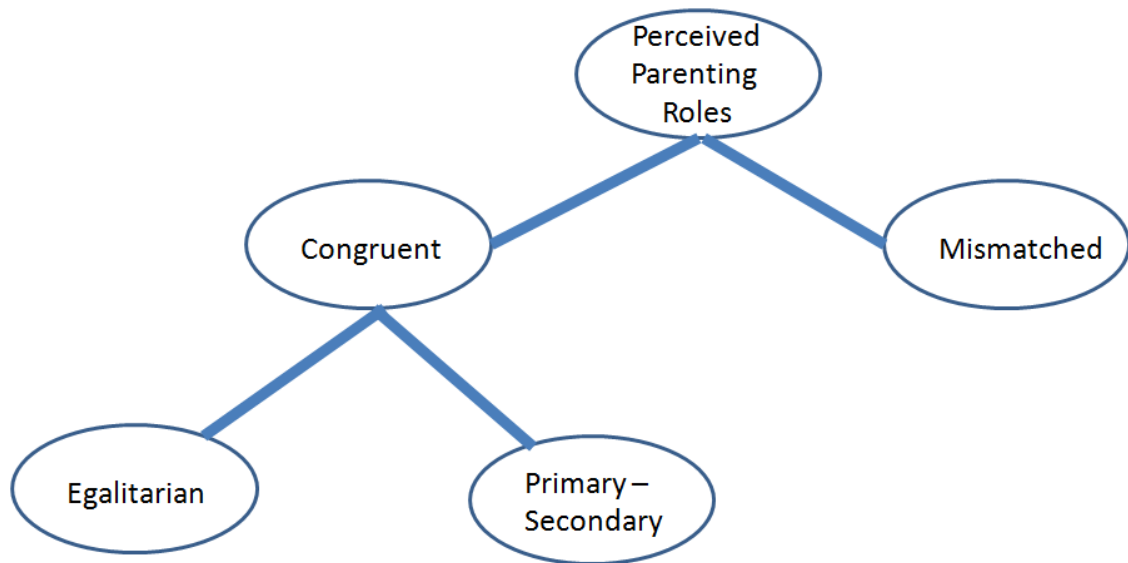 Perceived
Parenting
Roles
Congruent
Mismatched
Egalitarian
Primary –
Secondary